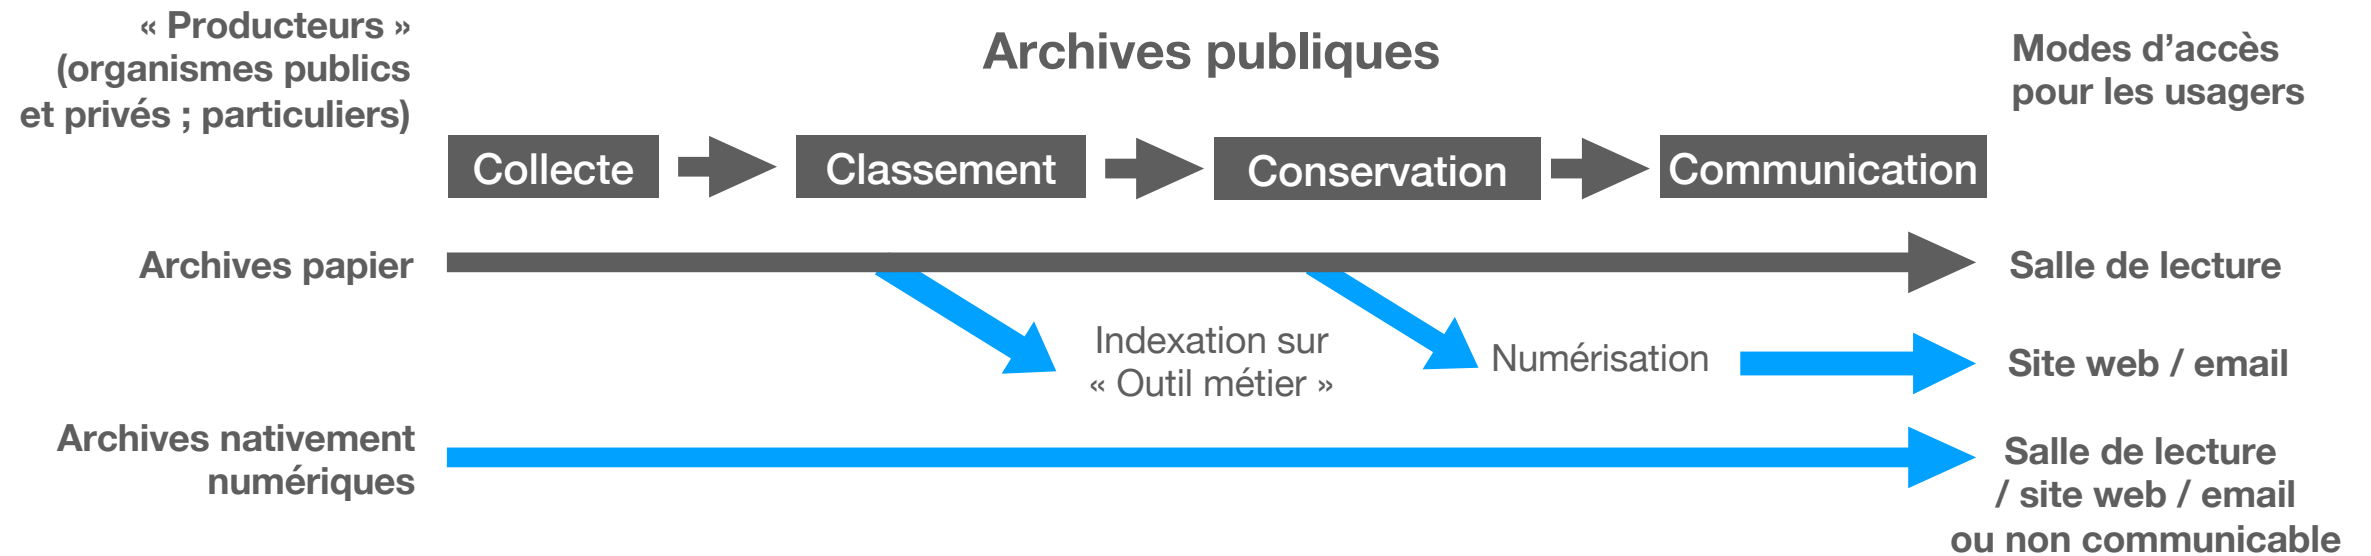 « Producteurs »
(organismes publics
et privés ; particuliers)
Archives publiques
Modes d’accès
pour les usagers
Collecte
Classement
Conservation
Communication
Archives papier
Salle de lecture
Indexation sur
« Outil métier »
Numérisation
Site web / email
Archives nativement
numériques
Salle de lecture
/ site web / email
ou non communicable